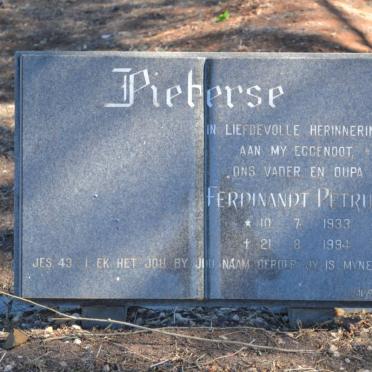 Pieterse
IN LIEFDEVOLLE HERINNERIN
AAN MY EGGENOOT,
ONS VADER EN OUPA
FERDINANDT PETRU
* 10 7 1933
† 21 8 1994
JES 43 1 EK HET JOU BY JOU NAAM GEROEP JY IS MYNE